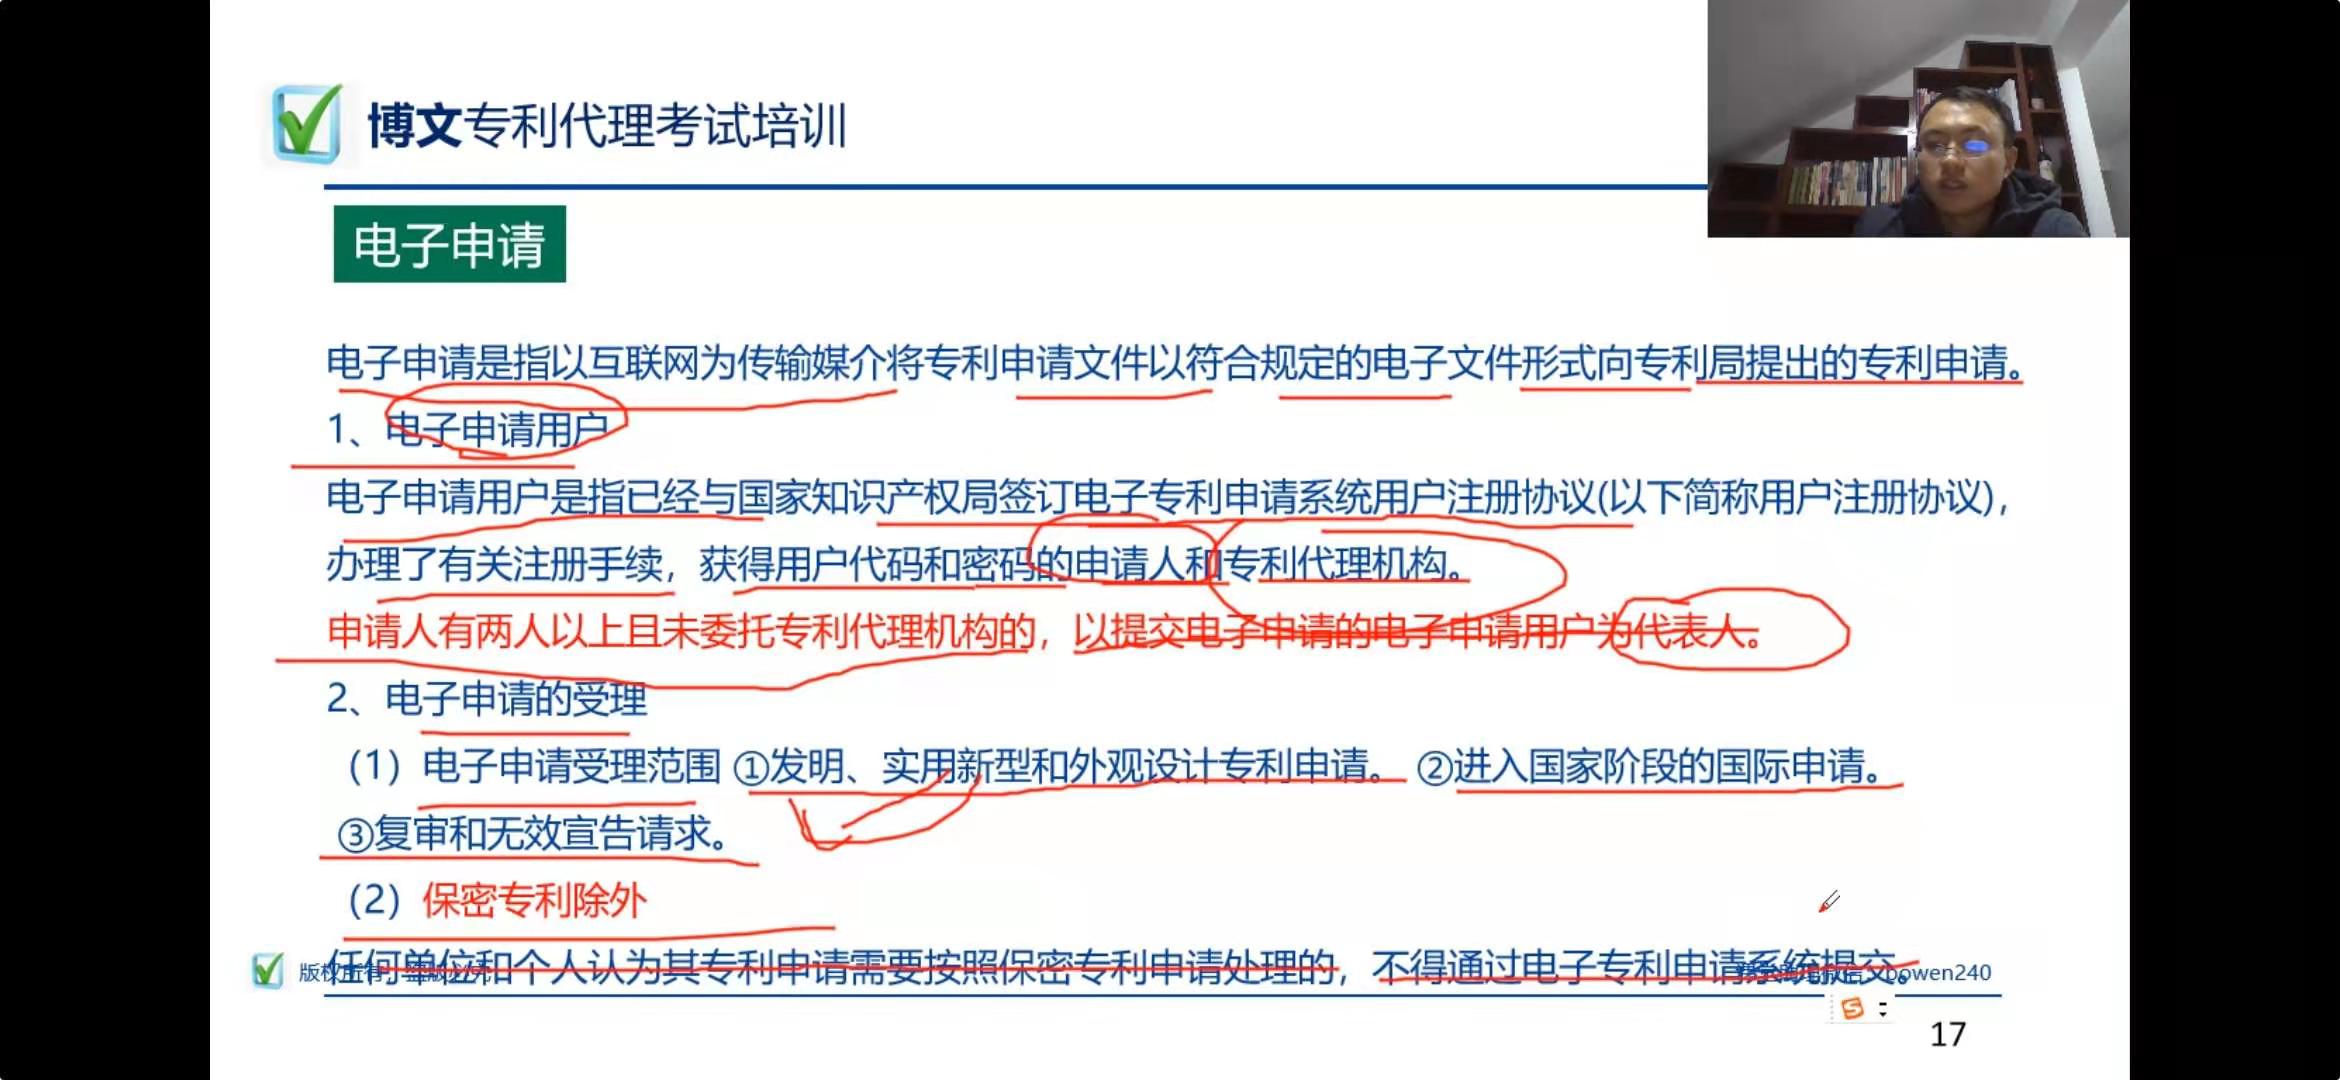 博文专利代理考试培训
电子申请
电子申请是指以互联网为传输媒介将专利申请文件以符合规定的电子文件形式向专利局提出的专利申请。
1、电子申请用户
电子申请用户是指已经与国家知识产权局签订电子专利申请系统用户注册协议(以下简称用户注册协议),
办理了有关注册手续，获得用户代码和密码的申请人和专利代理机构。
申请人有两人以上且未委托专利代理机构的，以提交电子申请的电子申请用户为代表人。
2、电子申请的受理
（1）电子申请受理范围 ①发明、实用新型和外观设计专利申请。 ②进入国家阶段的国际申请。
③复审和无效宣告请求。
（2）保密专利除外
任何单位和个人认为其专利申请需要按照保密专利申请处理的，不得通过电子专利申请系统提交。
版权所有
bowen240
17